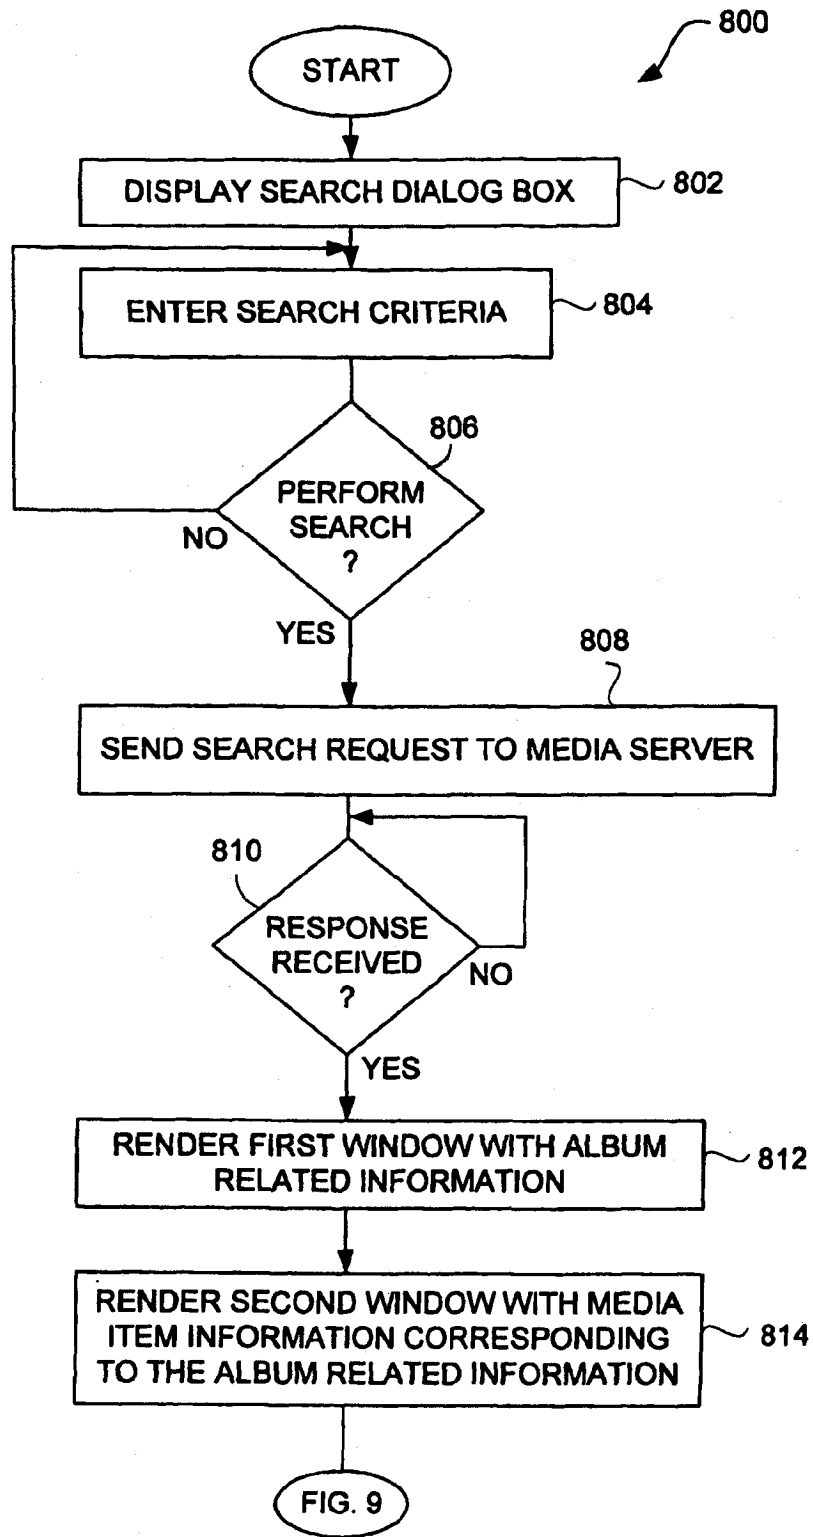 800
START
DISPLAY SEARCH DIALOG BOX
802
ENTER SEARCH CRITERIA
804
806
PERFORM
SEARCH
?
NO
YES
808
SEND SEARCH REQUEST TO MEDIA SERVER
810
RESPONSE
RECEIVED
?
NO
YES
RENDER FIRST WINDOW WITH ALBUM
RELATED INFORMATION
812
RENDER SECOND WINDOW WITH MEDIA
ITEM INFORMATION CORRESPONDING
TO THE ALBUM RELATED INFORMATION
814
FIG. 9